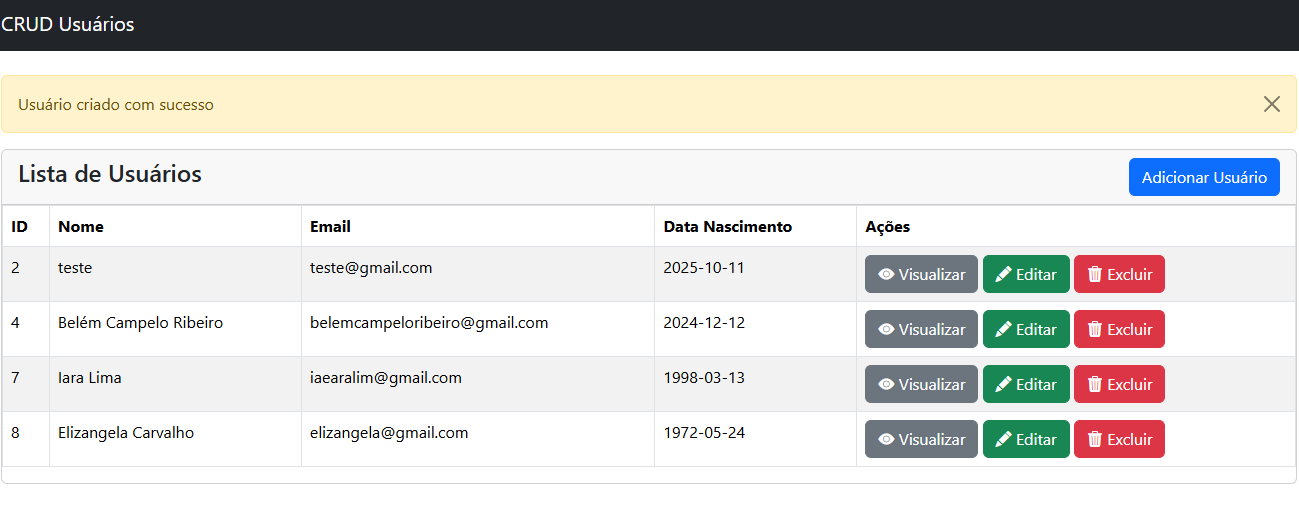 CRUD Usuários
Usuário criado com sucesso
Lista de Usuários Adicionar Usuário
ID Nome Email Data Nascimento Ações
2 teste teste@gmail.com 2025-10-11 Visualizar Editar Excluir
4 Belém Campelo Ribeiro belemcampeloribeiro@gmail.com 2024-12-12 Visualizar Editar Excluir
7 Iara Lima iaearalim@gmail.com 1998-03-13 Visualizar Editar Excluir
8 Elizangela Carvalho elizangela@gmail.com 1972-05-24 Visualizar Editar Excluir